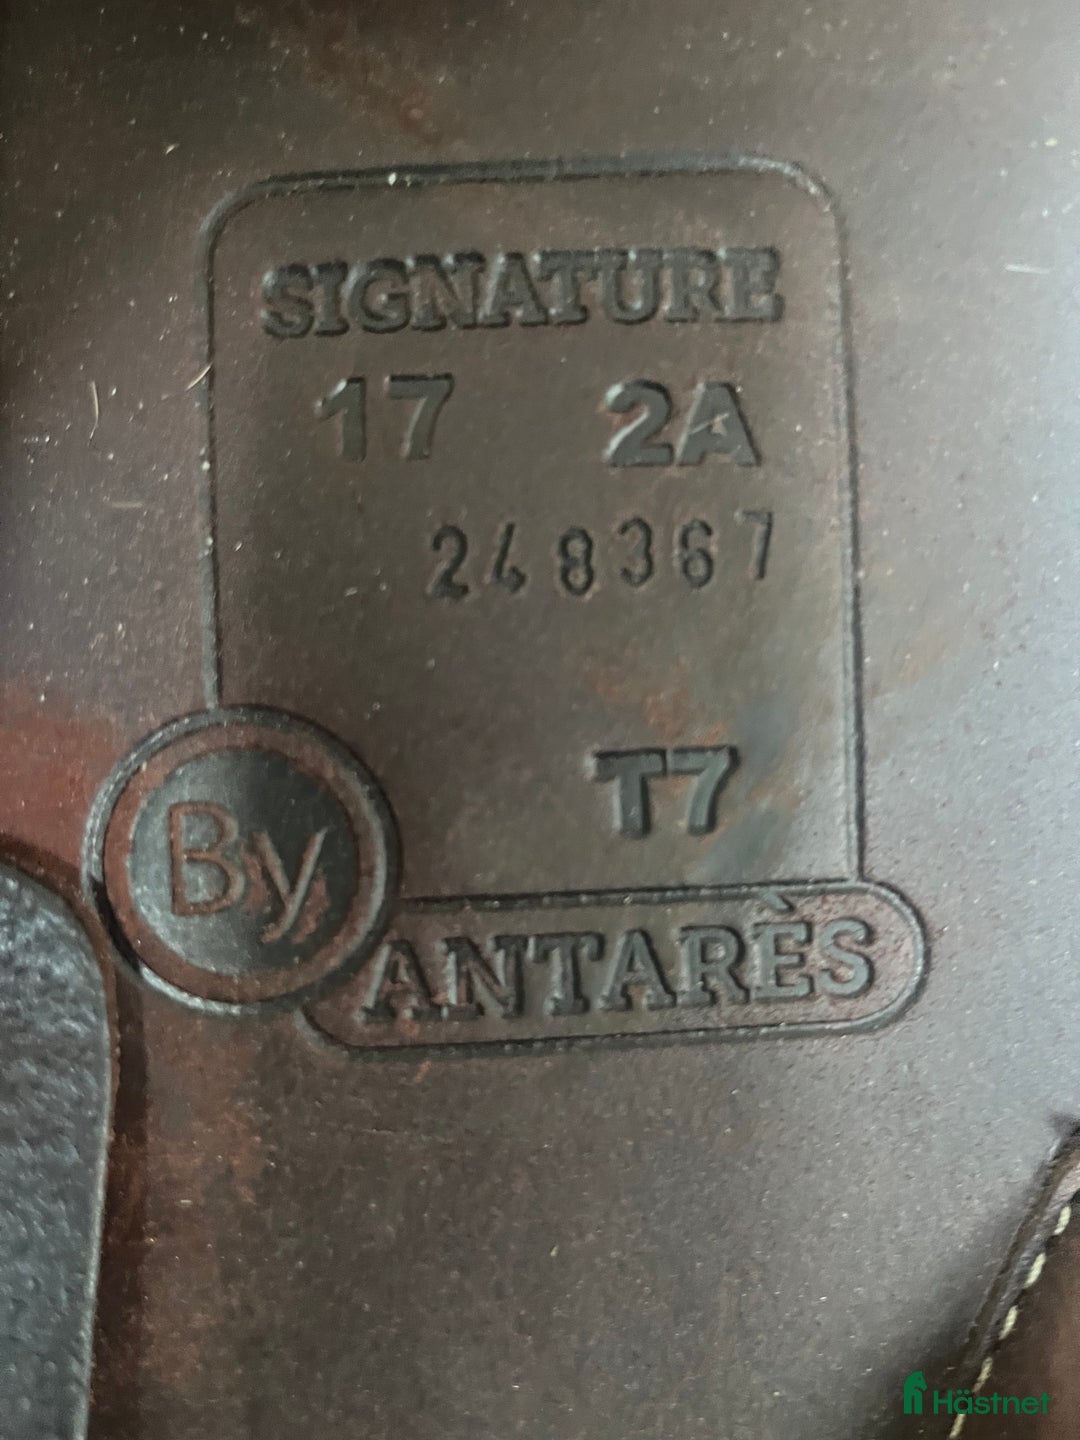 SIGNATURE
17 2A
248367
T7
By
ANTARÈS
Hästnet